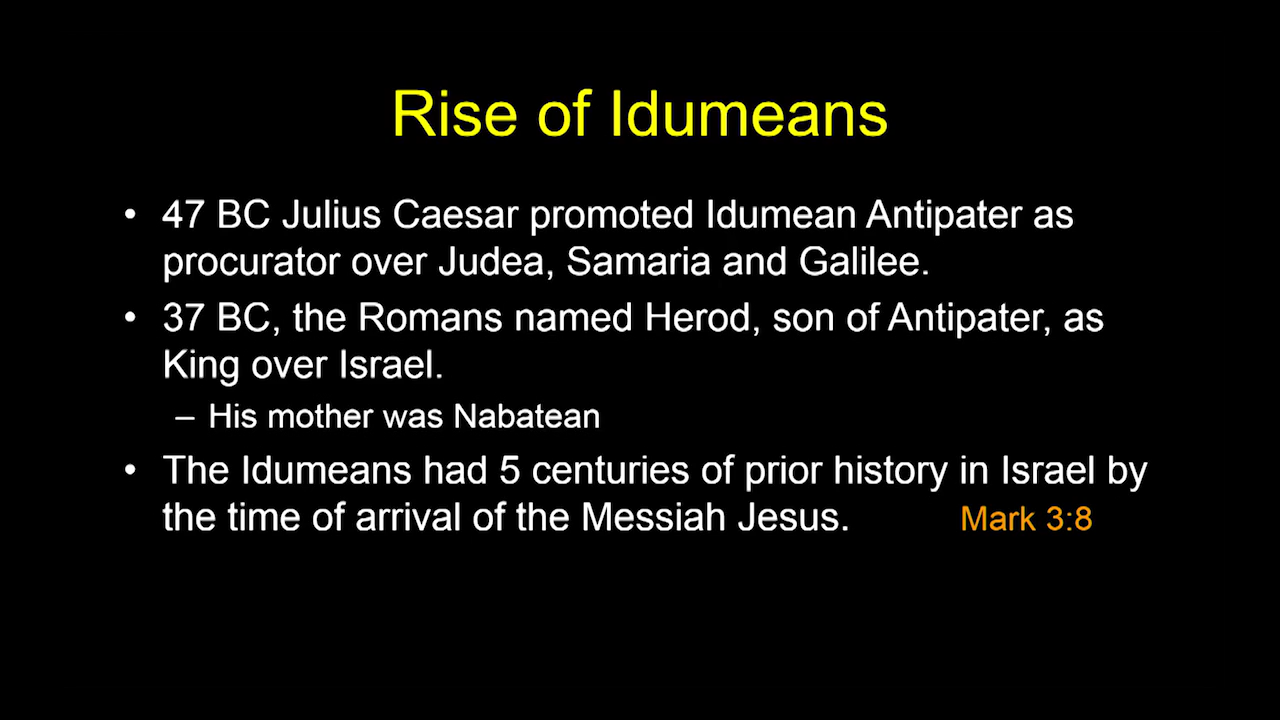 Rise of Idumeans
• 47 BC Julius Caesar promoted Idumean Antipater as
procurator over Judea, Samaria and Galilee.
• 37 BC, the Romans named Herod, son of Antipater, as
King over Israel.
– His mother was Nabatean
• The Idumeans had 5 centuries of prior history in Israel by
the time of arrival of the Messiah Jesus. Mark 3:8